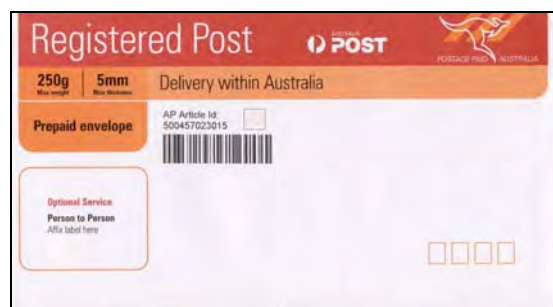 Registered Post
AUSTRALIA
POST
POSTAGE PAID AUSTRALIA
250g
Max weight
5mm
Max thickness
Delivery within Australia
Prepaid envelope
AP Article Id:
500457023015
Optional Service
Person to Person
Affix label here